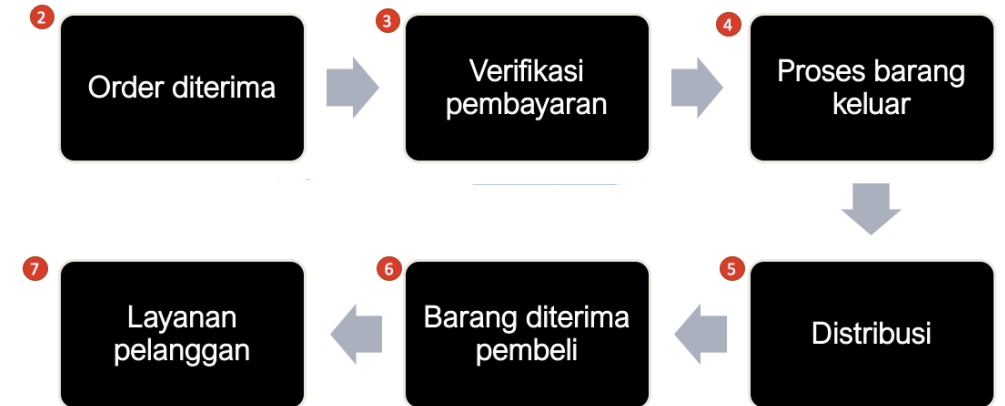 2
Order diterima
3
Verifikasi
pembayaran
4
Proses barang
keluar
5
Distribusi
6
Barang diterima
pembeli
7
Layanan
pelanggan